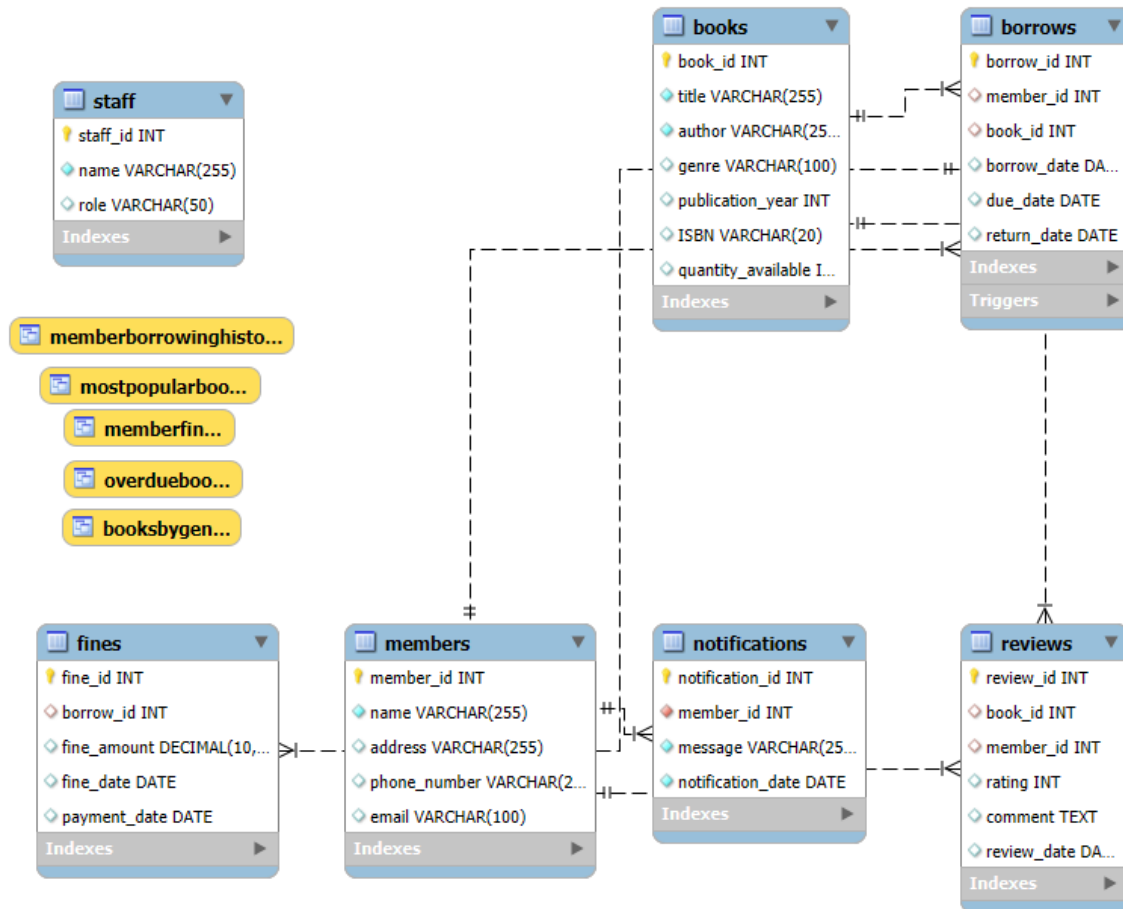 staff
staff_id INT
name VARCHAR(255)
role VARCHAR(50)
Indexes
books
book_id INT
title VARCHAR(255)
author VARCHAR(25...
genre VARCHAR(100)
publication_year INT
ISBN VARCHAR(20)
quantity_available I...
Indexes
borrows
borrow_id INT
member_id INT
book_id INT
borrow_date DA...
due_date DATE
return_date DATE
Indexes
Triggers
memberborrowinghisto...
mostpopularboo...
memberfin...
overdueboo...
booksbygen...
fines
fine_id INT
borrow_id INT
fine_amount DECIMAL(10,...
fine_date DATE
payment_date DATE
Indexes
members
member_id INT
name VARCHAR(255)
address VARCHAR(255)
phone_number VARCHAR(2...
email VARCHAR(100)
Indexes
notifications
notification_id INT
member_id INT
message VARCHAR(25...
notification_date DATE
Indexes
reviews
review_id INT
book_id INT
member_id INT
rating INT
comment TEXT
review_date DA...
Indexes